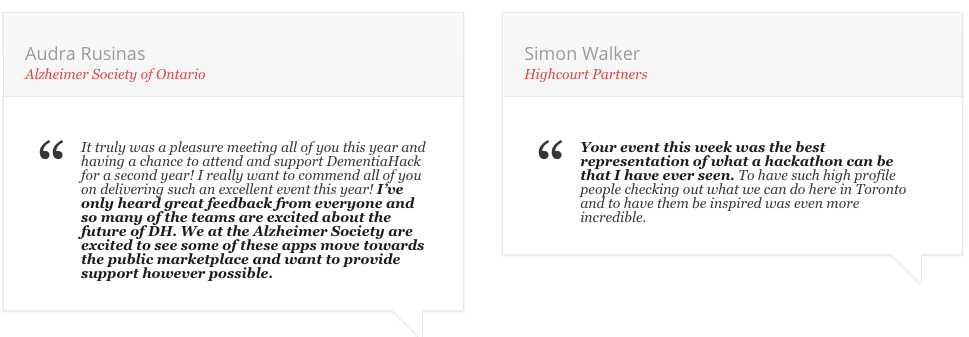 Audra Rusinas
Alzheimer Society of Ontario
“ It truly was a pleasure meeting all of you this year and
having a chance to attend and support DementiaHack
for a second year! I really want to commend all of you
on delivering such an excellent event this year! I’ve
only heard great feedback from everyone and
so many of the teams are excited about the
future of DH. We at the Alzheimer Society are
excited to see some of these apps move towards
the public marketplace and want to provide
support however possible.
Simon Walker
Highcourt Partners
“ Your event this week was the best
representation of what a hackathon can be
that I have ever seen. To have such high profile
people checking out what we can do here in Toronto
and to have them be inspired was even more
incredible.